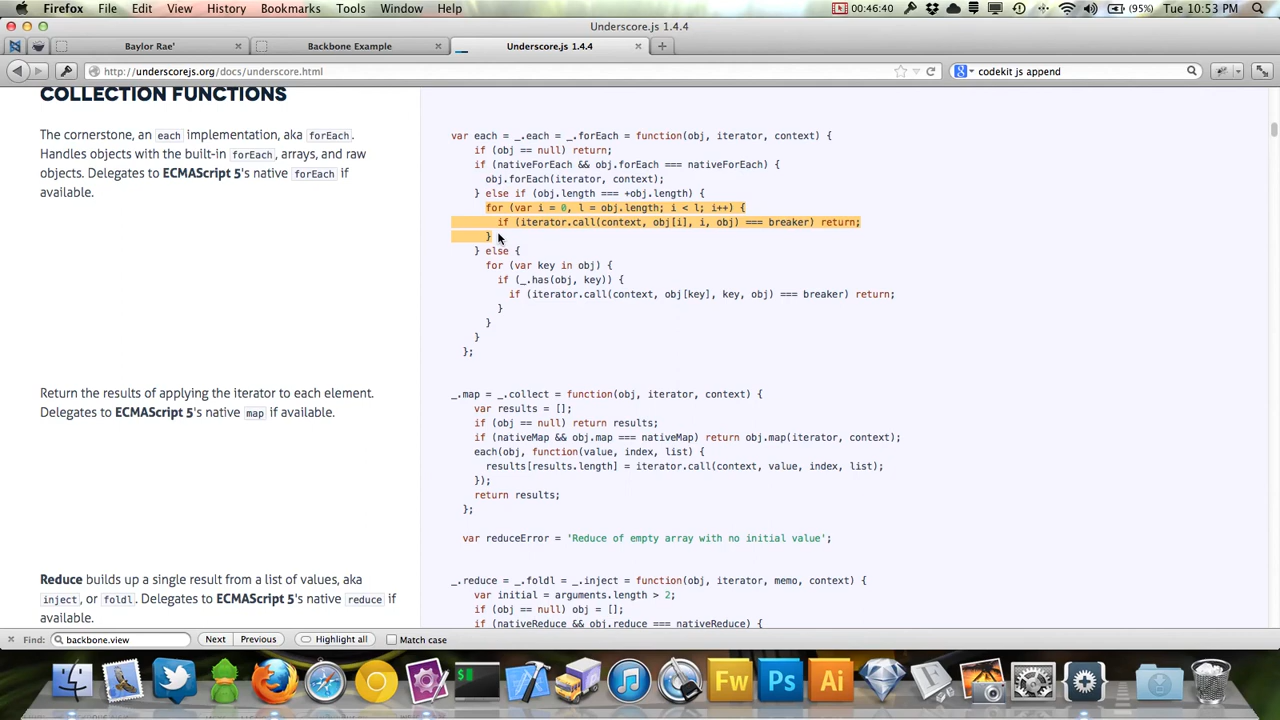 Firefox File Edit View History Bookmarks Tools Window Help 00:46:40 (95%) Tue 10:53 PM
Underscore.js 1.4.4
Baylor Rae' Backbone Example Underscore.js 1.4.4
http://underscorejs.org/docs/underscore.html codekit js append
COLLECTION FUNCTIONS
The cornerstone, an each implementation, aka forEach.
Handles objects with the built-in forEach, arrays, and raw
objects. Delegates to ECMAScript 5's native forEach if
available.
var each = _.each = _.forEach = function(obj, iterator, context) {
if (obj == null) return;
if (nativeForEach && obj.forEach === nativeForEach) {
obj.forEach(iterator, context);
} else if (obj.length === +obj.length) {
for (var i = 0, l = obj.length; i < l; i++) {
if (iterator.call(context, obj[i], i, obj) === breaker) return;
}
} else {
for (var key in obj) {
if (_.has(obj, key)) {
if (iterator.call(context, obj[key], key, obj) === breaker) return;
}
}
}
};
Return the results of applying the iterator to each element.
Delegates to ECMAScript 5's native map if available.
_.map = _.collect = function(obj, iterator, context) {
var results = [];
if (obj == null) return results;
if (nativeMap && obj.map === nativeMap) return obj.map(iterator, context);
each(obj, function(value, index, list) {
results[results.length] = iterator.call(context, value, index, list);
});
return results;
};
var reduceError = 'Reduce of empty array with no initial value';
Reduce builds up a single result from a list of values, aka
inject, or foldl. Delegates to ECMAScript 5's native reduce if
available.
_.reduce = _.foldl = _.inject = function(obj, iterator, memo, context) {
var initial = arguments.length > 2;
if (obj == null) obj = [];
if (nativeReduce && obj.reduce === nativeReduce) {
Find: backbone.view Next Previous Highlight all Match case
Fw Ps Ai